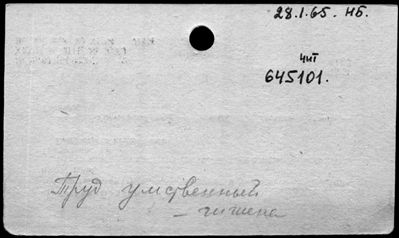 28.1.65. НБ.
ЧИТ
645101.
Труд умственный
– гигиена